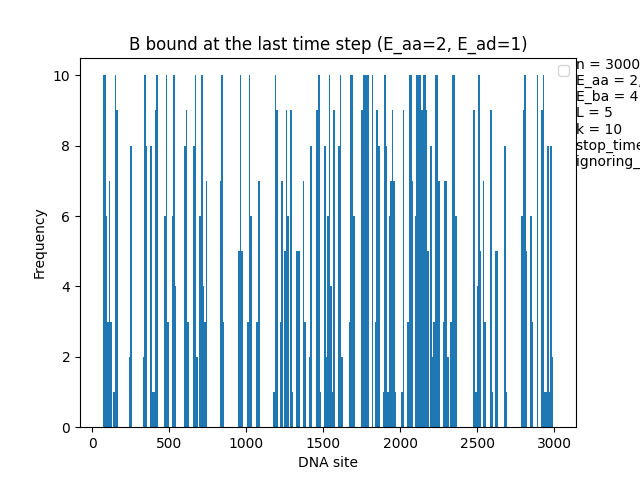 B bound at the last time step (E_aa=2, E_ad=1)
n = 3000
E_aa = 2,
E_ba = 4
L = 5
k = 10
stop_time
ignoring_
10
8
6
4
2
0
Frequency
0 500 1000 1500 2000 2500 3000
DNA site